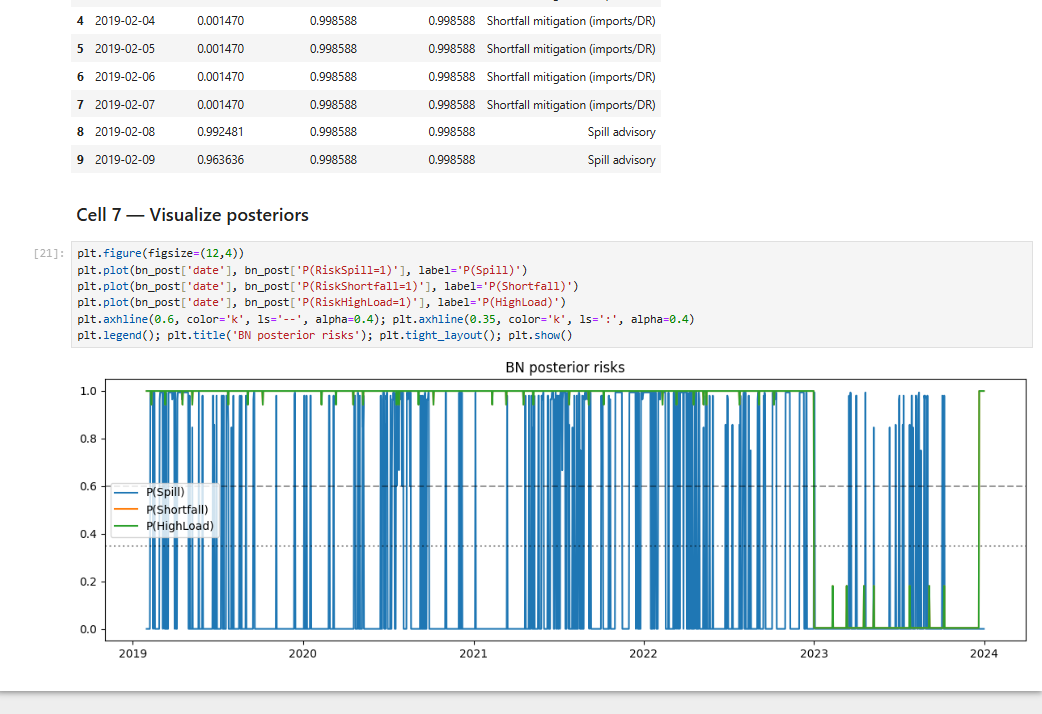 4 2019-02-04 0.001470 0.998588 0.998588 Shortfall mitigation (imports/DR)
5 2019-02-05 0.001470 0.998588 0.998588 Shortfall mitigation (imports/DR)
6 2019-02-06 0.001470 0.998588 0.998588 Shortfall mitigation (imports/DR)
7 2019-02-07 0.001470 0.998588 0.998588 Shortfall mitigation (imports/DR)
8 2019-02-08 0.992481 0.998588 0.998588 Spill advisory
9 2019-02-09 0.963636 0.998588 0.998588 Spill advisory
Cell 7 — Visualize posteriors
[21]:
plt.figure(figsize=(12,4))
plt.plot(bn_post['date'], bn_post['P(RiskSpill=1)'], label='P(Spill)')
plt.plot(bn_post['date'], bn_post['P(RiskShortfall=1)'], label='P(Shortfall)')
plt.plot(bn_post['date'], bn_post['P(RiskHighLoad=1)'], label='P(HighLoad)')
plt.axhline(0.6, color='k', ls='--', alpha=0.4); plt.axhline(0.35, color='k', ls=':', alpha=0.4)
plt.legend(); plt.title('BN posterior risks'); plt.tight_layout(); plt.show()
BN posterior risks
1.0
0.8
0.6
P(Spill)
P(Shortfall)
P(HighLoad)
0.4
0.2
0.0
2019 2020 2021 2022 2023 2024